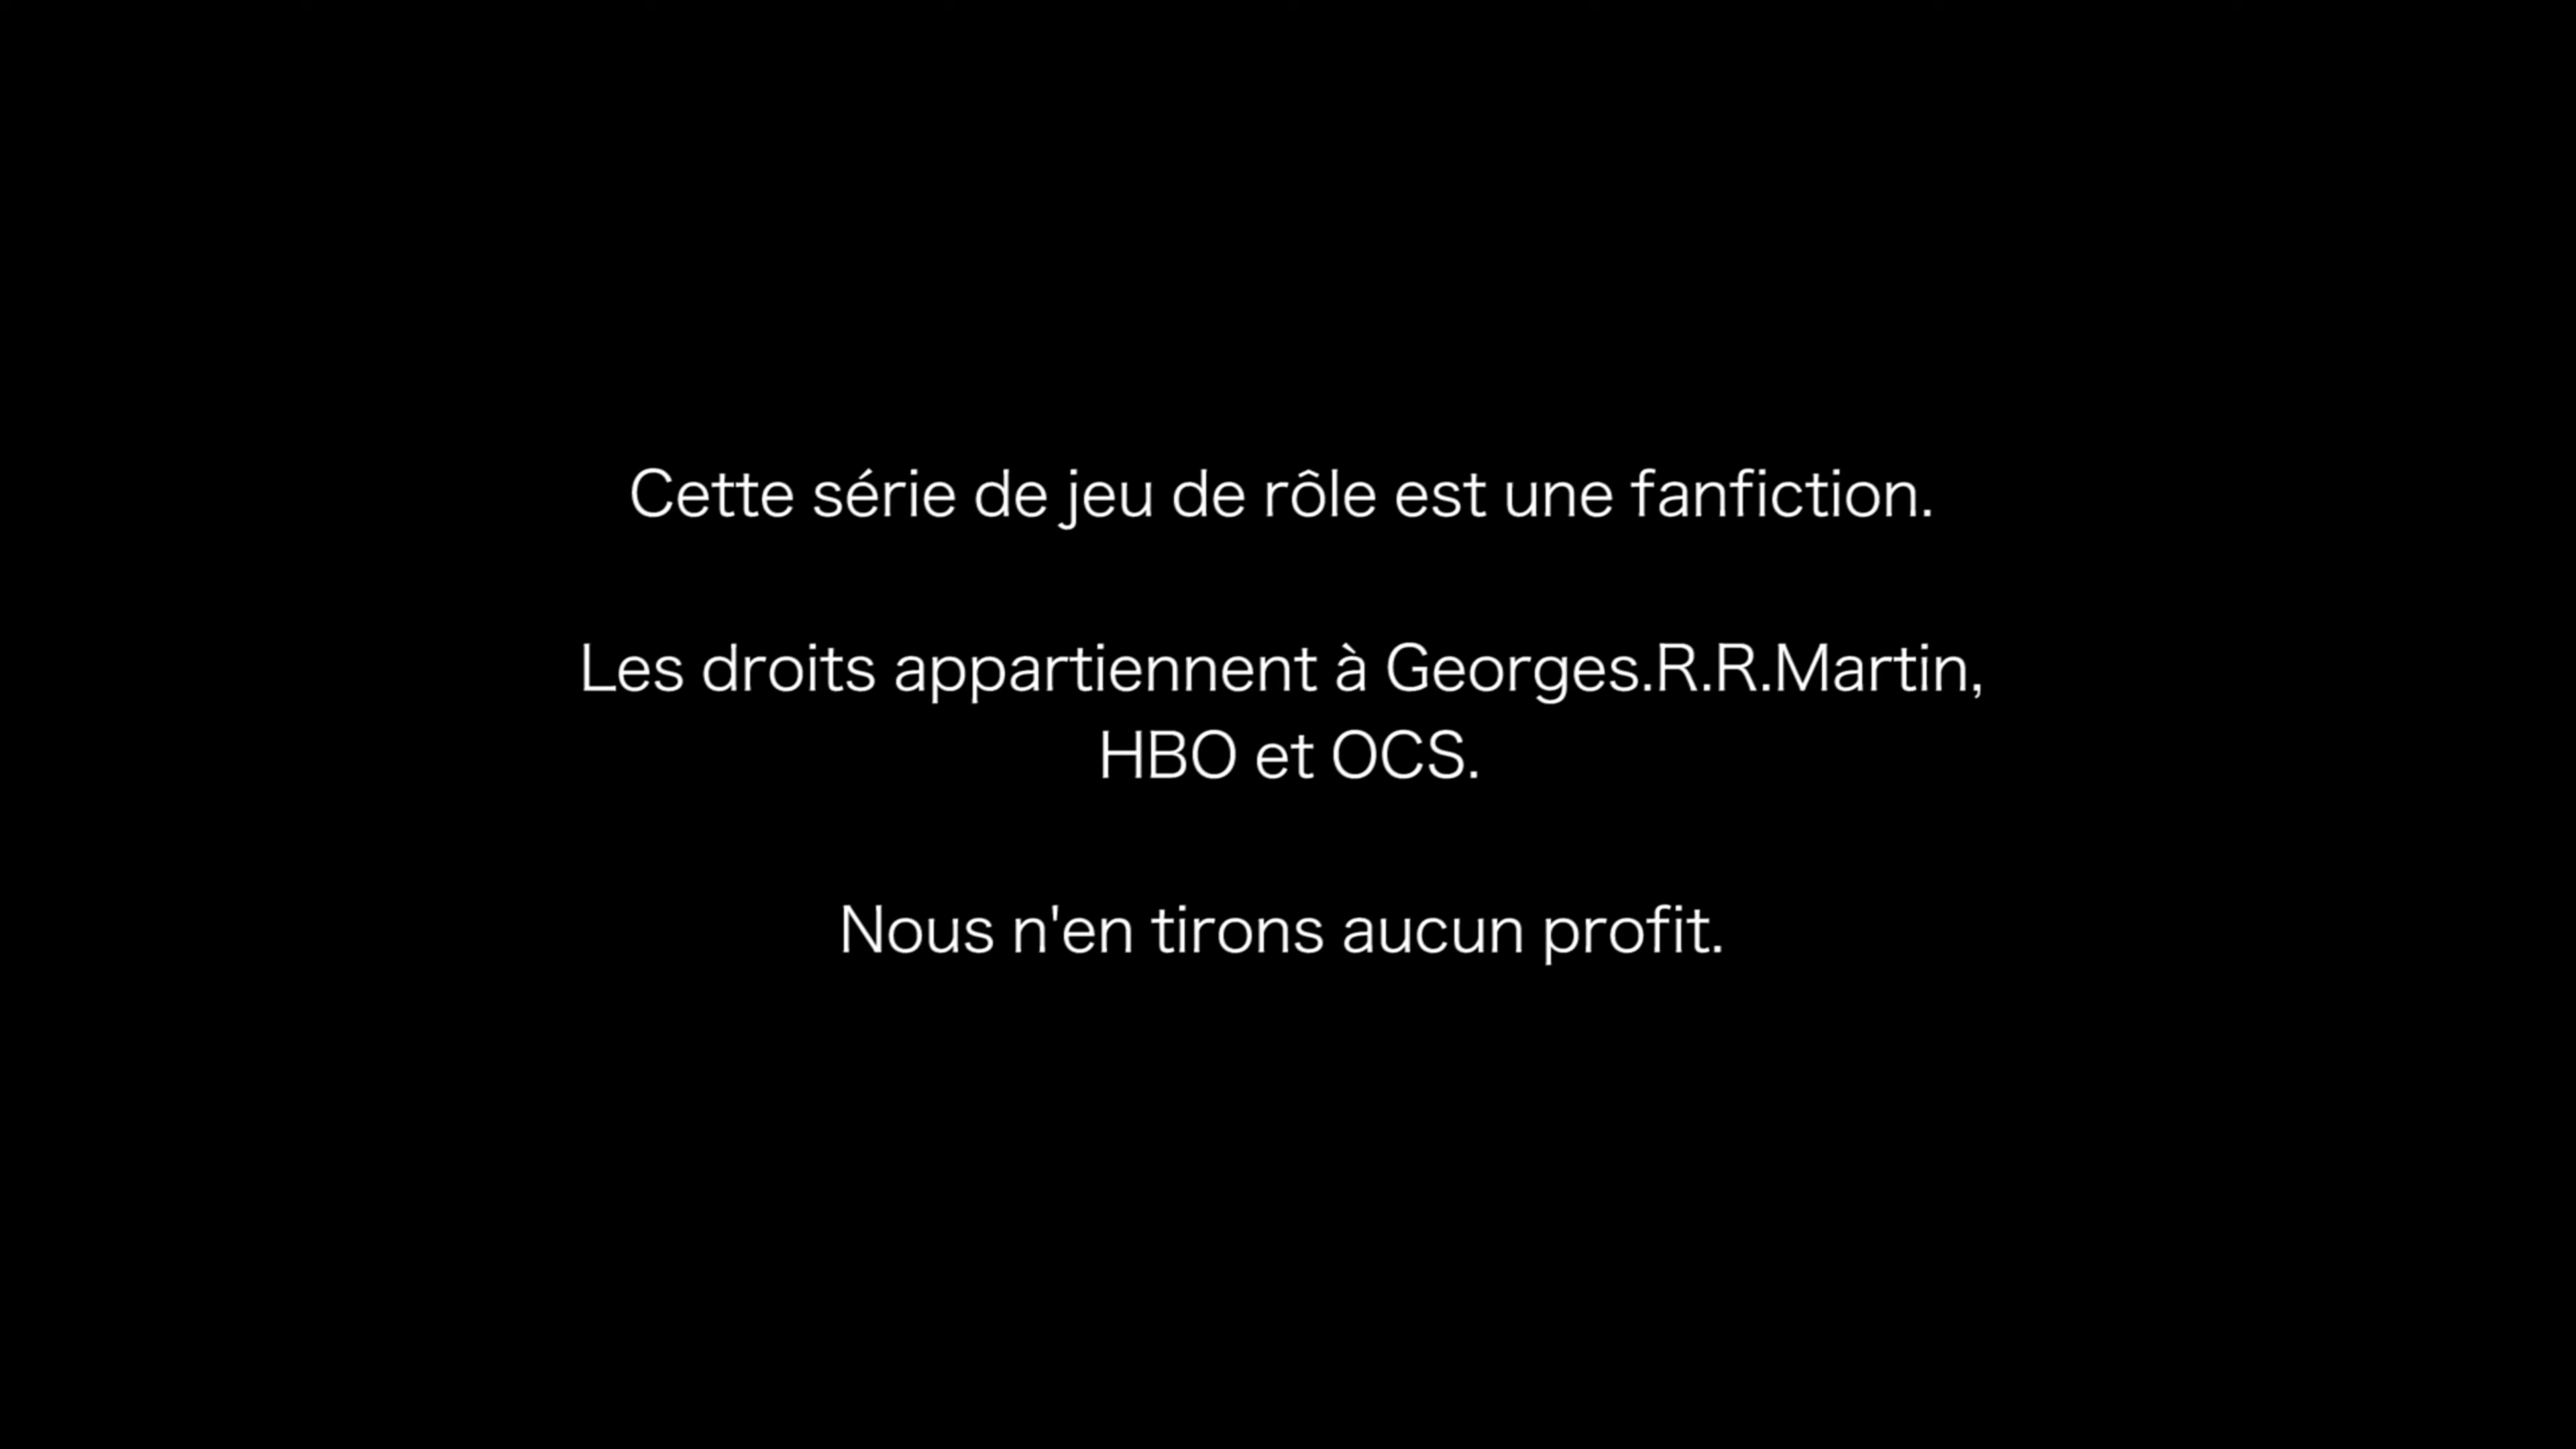 Cette série de jeu de rôle est une fanfiction.
Les droits appartiennent à Georges.R.R.Martin,
HBO et OCS.
Nous n'en tirons aucun profit.